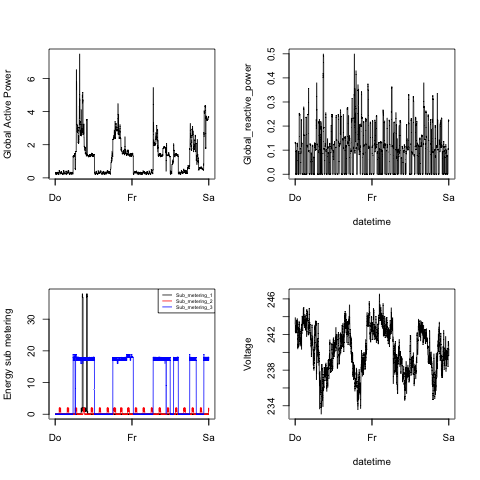 Global Active Power
0 2 4 6
Do Fr Sa
Global_reactive_power
0.0 0.1 0.2 0.3 0.4 0.5
Do Fr Sa
datetime
Energy sub metering
0 10 20 30
Sub_metering_1
Sub_metering_2
Sub_metering_3
Do Fr Sa
Voltage
234 238 242 246
Do Fr Sa
datetime